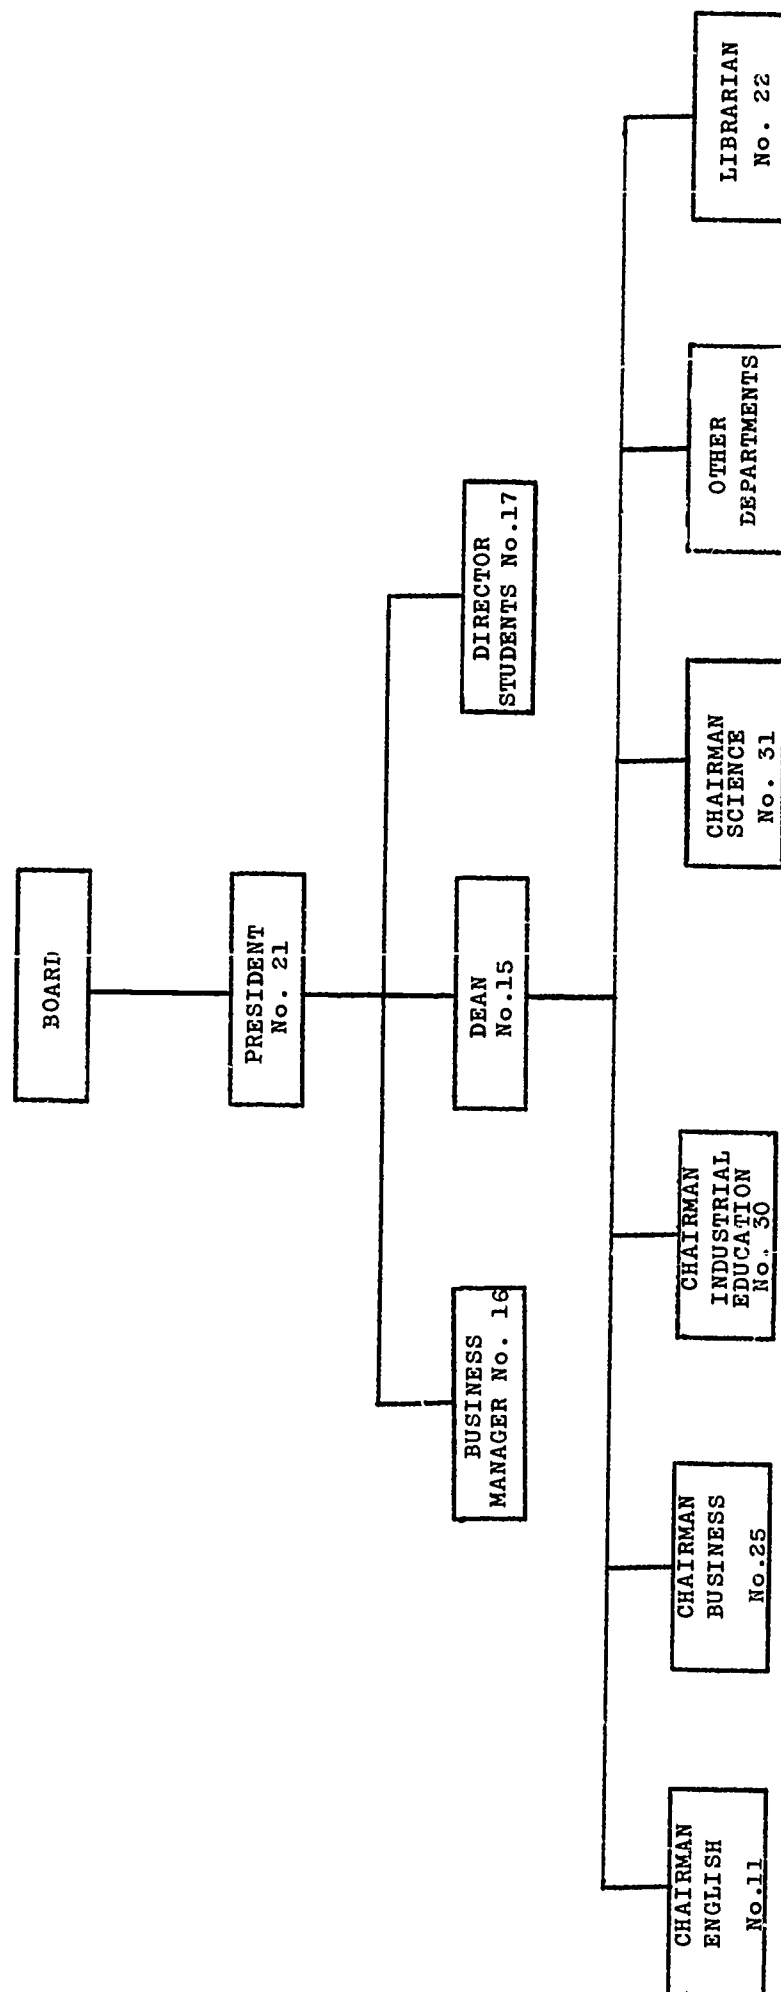 BOARD
PRESIDENT
No. 21
BUSINESS
MANAGER No. 16
DEAN
No.15
DIRECTOR
STUDENTS No.17
CHAIRMAN
ENGLISH
No.11
CHAIRMAN
BUSINESS
No.25
CHAIRMAN
INDUSTRIAL
EDUCATION
No. 30
CHAIRMAN
SCIENCE
No. 31
OTHER
DEPARTMENTS
LIBRARIAN
No. 22